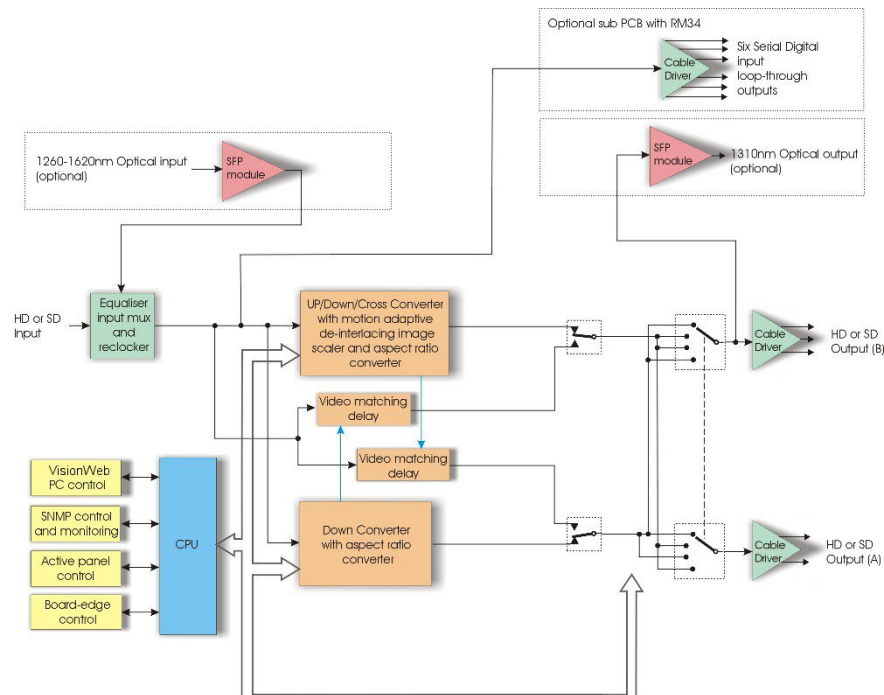 Optional sub PCB with RM34
Cable
Driver
Six Serial Digital
input
loop-through
outputs
1260-1620nm Optical input
(optional)
SFP
module
SFP
module
1310nm Optical output
(optional)
HD or SD
Input
Equaliser
input mux
and
reclocker
UP/Down/Cross Converter
with motion adaptive
de-interlacing image
scaler and aspect ratio
converter
Cable
Driver
HD or SD
Output (B)
Video matching
delay
Video matching
delay
VisionWeb
PC control
SNMP control
and monitoring
Active panel
control
Board-edge
control
CPU
Down Converter
with aspect ratio
converter
Cable
Driver
HD or SD
Output (A)